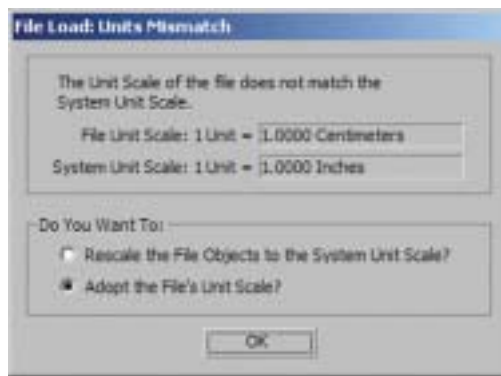 File Load: Units Mismatch
The Unit Scale of the file does not match the
System Unit Scale.
File Unit Scale: 1 Unit = 1.0000 Centimeters
System Unit Scale: 1 Unit = 1.0000 Inches
Do You Want To:
Rescale the File Objects to the System Unit Scale?
Adopt the File's Unit Scale?
OK